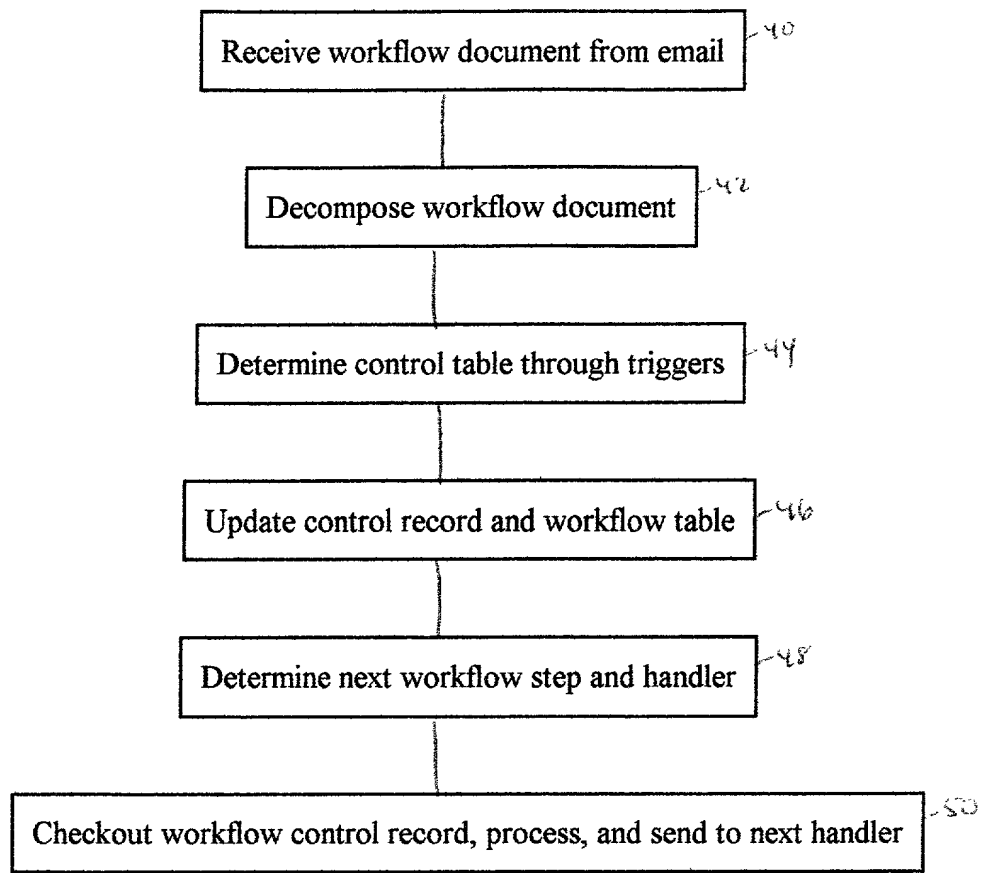 Receive workflow document from email
40
Decompose workflow document
42
Determine control table through triggers
44
Update control record and workflow table
46
Determine next workflow step and handler
48
Checkout workflow control record, process, and send to next handler
50